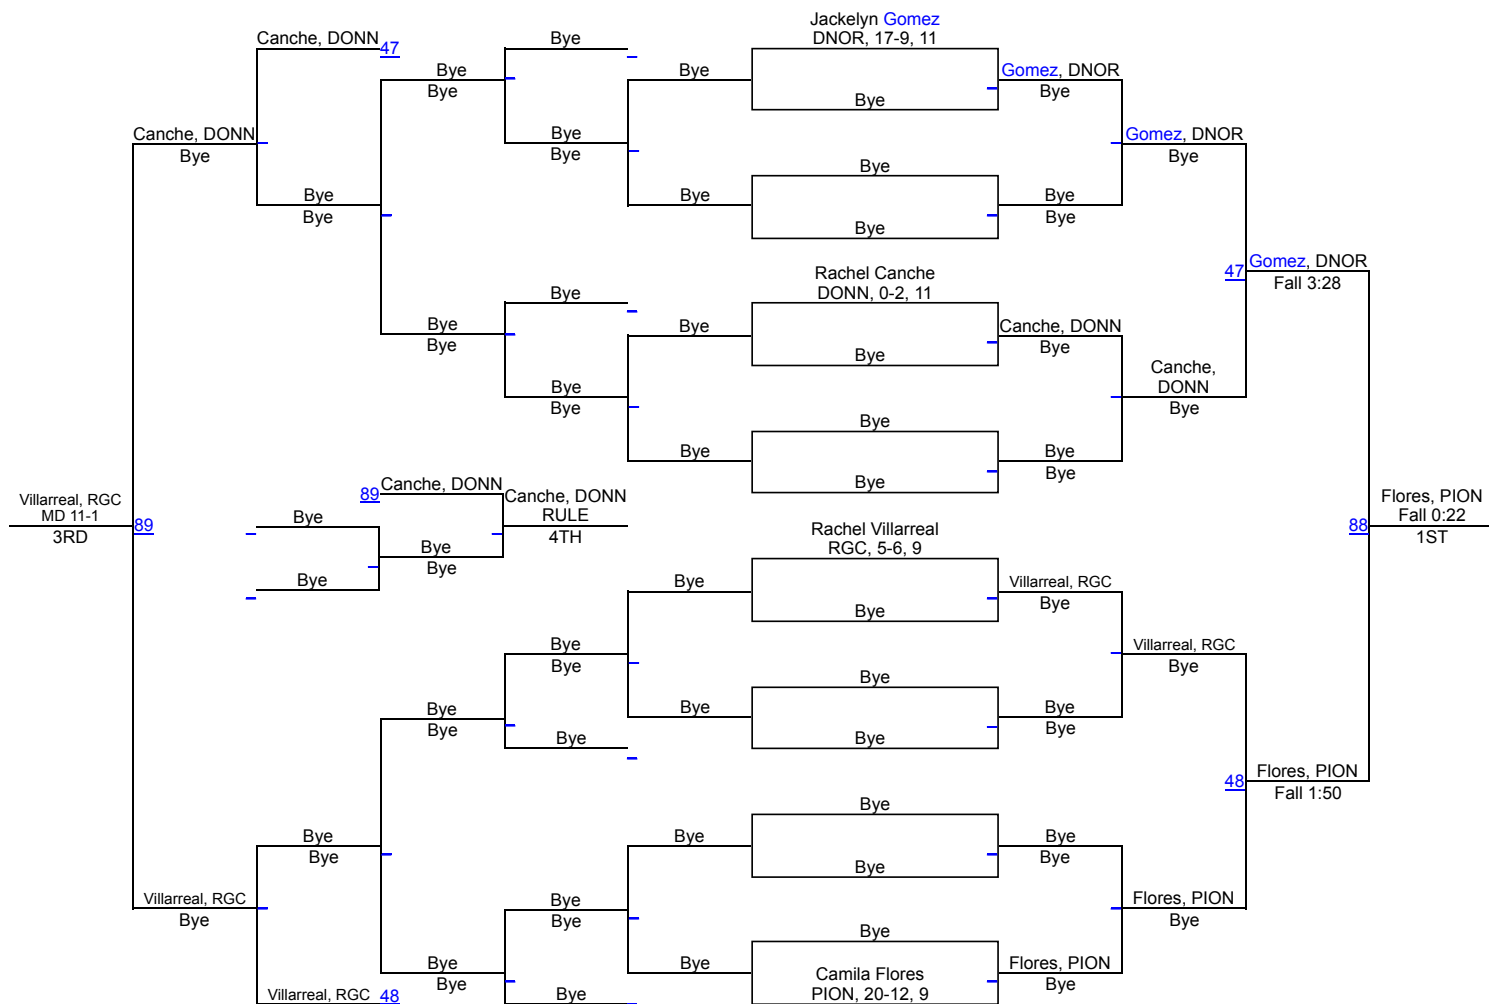 Jackelyn Gomez
DNOR, 17-9, 11
Canche, DONN 47
Bye
Bye
Bye
Bye
Gomez, DNOR
Bye
Bye
Canche, DONN
Bye
Bye
Bye
Gomez, DNOR
Bye
Bye
Bye
Bye
Bye
Bye
Bye
Bye
Rachel Canche
DONN, 0-2, 11
47
Gomez, DNOR
Fall 3:28
Bye
Bye
Bye
Bye
Canche, DONN
Bye
Bye
Canche,
DONN
Bye
Bye
Bye
Bye
Bye
Bye
Bye
Bye
89
Canche, DONN
Canche, DONN
RULE
4TH
Villarreal, RGC
MD 11-1
3RD
89
Bye
Bye
Bye
Bye
Rachel Villarreal
RGC, 5-6, 9
88
Flores, PION
Fall 0:22
1ST
Bye
Bye
Villarreal, RGC
Bye
Bye
Bye
Villarreal, RGC
Bye
Bye
Bye
Bye
Bye
Bye
Bye
Bye
Bye
48
Flores, PION
Fall 1:50
Bye
Bye
Bye
Bye
Bye
Bye
Bye
Villarreal, RGC
Bye
Bye
Bye
Flores, PION
Bye
Bye
Bye
Bye
Bye
Camila Flores
PION, 20-12, 9
Flores, PION
Villarreal, RGC 48
Bye